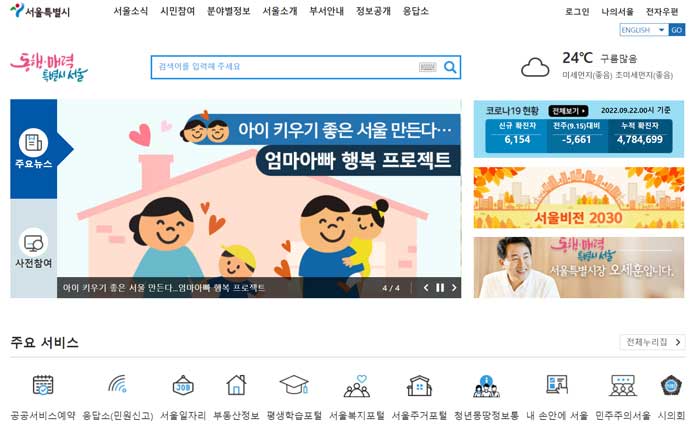 서울특별시 서울소식 시민참여 분야별정보 서울소개 부서안내 정보공개 응답소 로그인 나의서울 전자우편
ENGLISH GO
동행·매력 특별시 서울
검색어를 입력해 주세요
24℃ 구름많음
미세먼지(좋음) 초미세먼지(좋음)
주요뉴스
사전참여
아이 키우기 좋은 서울 만든다…
엄마아빠 행복 프로젝트
아이 키우기 좋은 서울 만든다...엄마아빠 행복 프로젝트 4 / 4
코로나19 현황 전체보기 2022.09.22.00시 기준
신규 확진자 전주(9.15)대비 누적 확진자
6,154 -5,661 4,784,699
서울비전 2030
동행·매력 특별시 서울
서울특별시장 오세훈입니다.
주요 서비스 전체누리집
JOB
공공서비스예약 응답소(민원신고) 서울일자리 부동산정보 평생학습포털 서울복지포털 서울주거포털 청년몽땅정보통 내 손안에 서울 민주주의서울 시의회